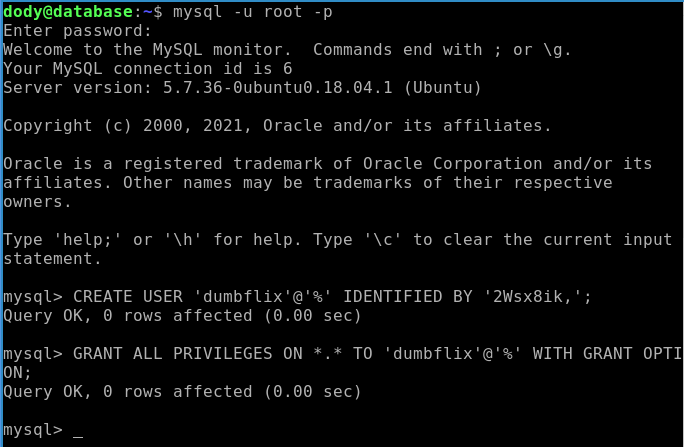 dody@database:~$ mysql -u root -p
Enter password:
Welcome to the MySQL monitor.  Commands end with ; or \g.
Your MySQL connection id is 6
Server version: 5.7.36-0ubuntu0.18.04.1 (Ubuntu)
Copyright (c) 2000, 2021, Oracle and/or its affiliates.
Oracle is a registered trademark of Oracle Corporation and/or its
affiliates. Other names may be trademarks of their respective
owners.
Type 'help;' or '\h' for help. Type '\c' to clear the current input
statement.
mysql> CREATE USER 'dumbflix'@'%' IDENTIFIED BY '2Wsx8ik,';
Query OK, 0 rows affected (0.00 sec)
mysql> GRANT ALL PRIVILEGES ON *.* TO 'dumbflix'@'%' WITH GRANT OPTI
ON;
Query OK, 0 rows affected (0.00 sec)
mysql> _